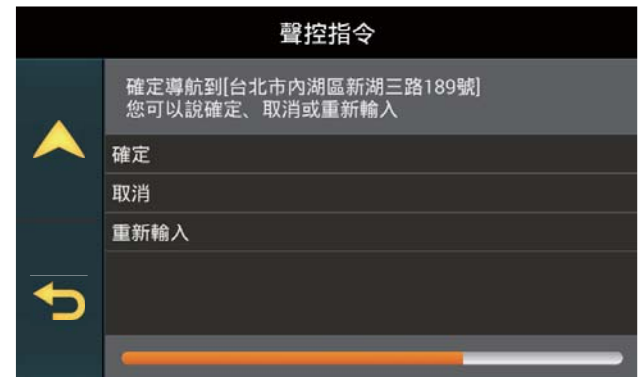 聲控指令
確定導航到[台北市內湖區新湖三路189號]
您可以說確定、取消或重新輸入
確定
取消
重新輸入